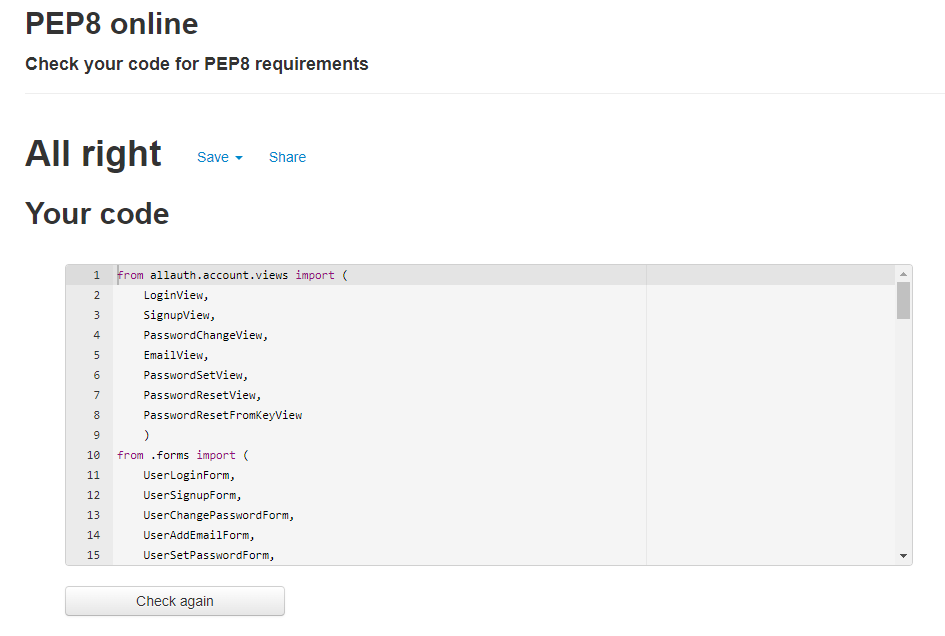 PEP8 online
Check your code for PEP8 requirements
All right Save Share
Your code
1 from allauth.account.views import (
2 LoginView,
3 SignupView,
4 PasswordChangeView,
5 EmailView,
6 PasswordSetView,
7 PasswordResetView,
8 PasswordResetFromKeyView
9 )
10 from .forms import (
11 UserLoginForm,
12 UserSignupForm,
13 UserChangePasswordForm,
14 UserAddEmailForm,
15 UserSetPasswordForm,
Check again